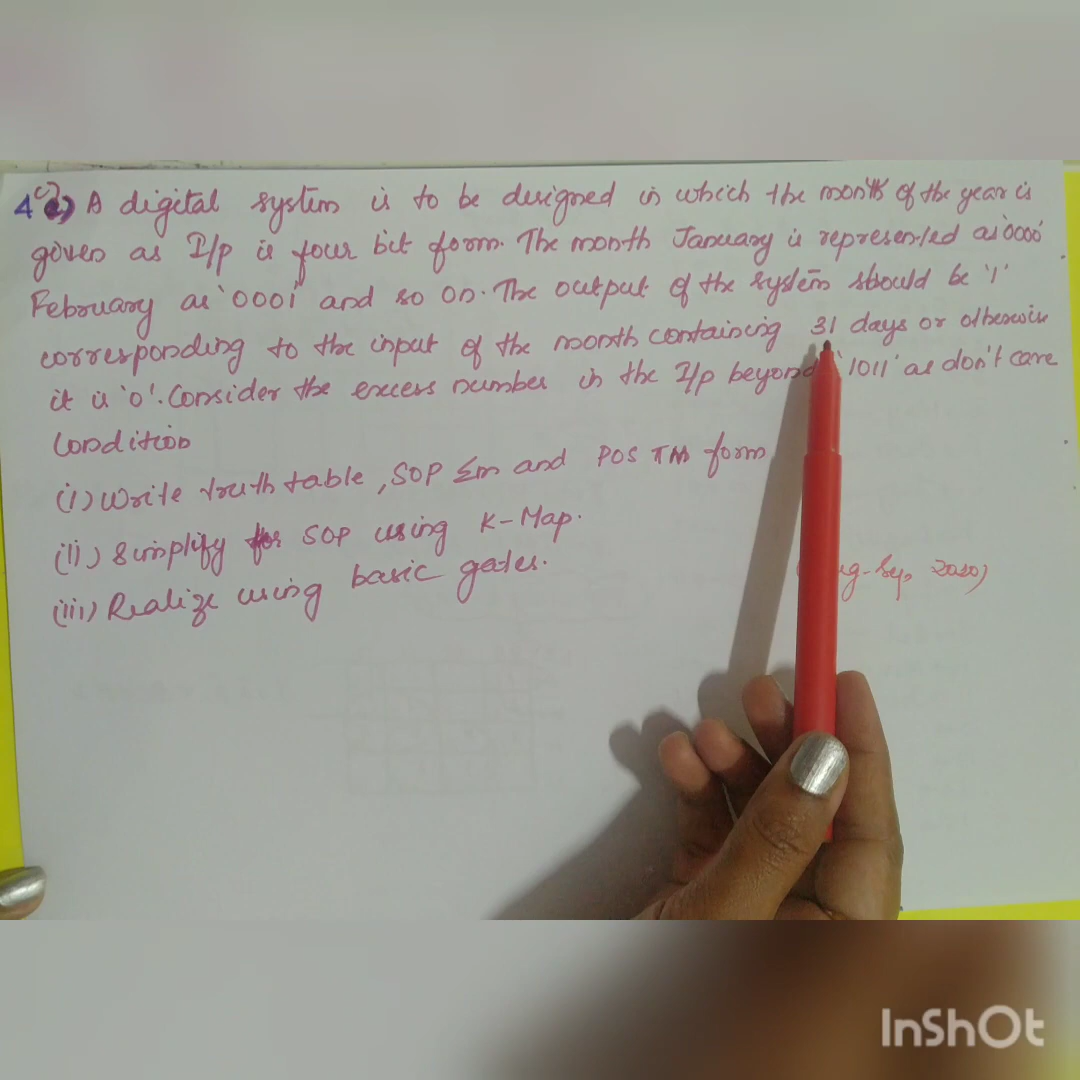 4 c) A digital system is to be designed in which the month of the year is
given as I/p is four bit form. The month January is represented as '0000'
February as '0001' and so on. The output of the system should be '1'
corresponding to the input of the month containing 31 days or otherwise
it is '0'. Consider the excess number in the I/p beyond '1011' as don't care
condition
(i) Write truth table, SOP Σm and POS πM form
(ii) Simplify for SOP using K-Map.
(iii) Realize using basic gates.
2020)
InShOt